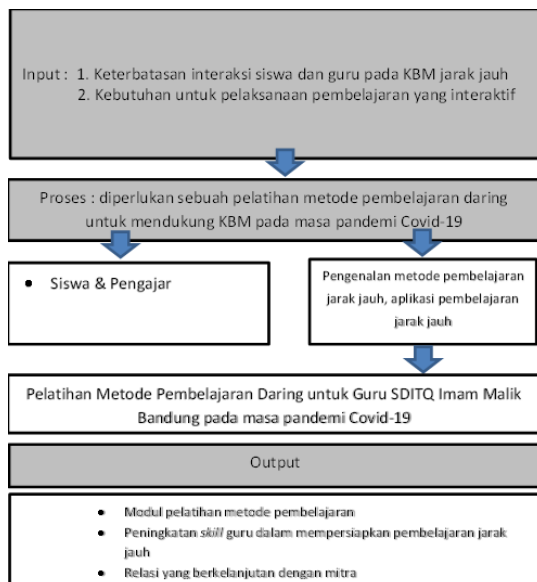 Input : 1. Keterbatasan interaksi siswa dan guru pada KBM jarak jauh
2. Kebutuhan untuk pelaksanaan pembelajaran yang interaktif
Proses : diperlukan sebuah pelatihan metode pembelajaran daring
untuk mendukung KBM pada masa pandemi Covid-19
• Siswa & Pengajar
Pengenalan metode pembelajaran
jarak jauh, aplikasi pembelajaran
jarak jauh
Pelatihan Metode Pembelajaran Daring untuk Guru SDITQ Imam Malik
Bandung pada masa pandemi Covid-19
Output
• Modul pelatihan metode pembelajaran
• Peningkatan skill guru dalam mempersiapkan pembelajaran jarak
jauh
• Relasi yang berkelanjutan dengan mitra